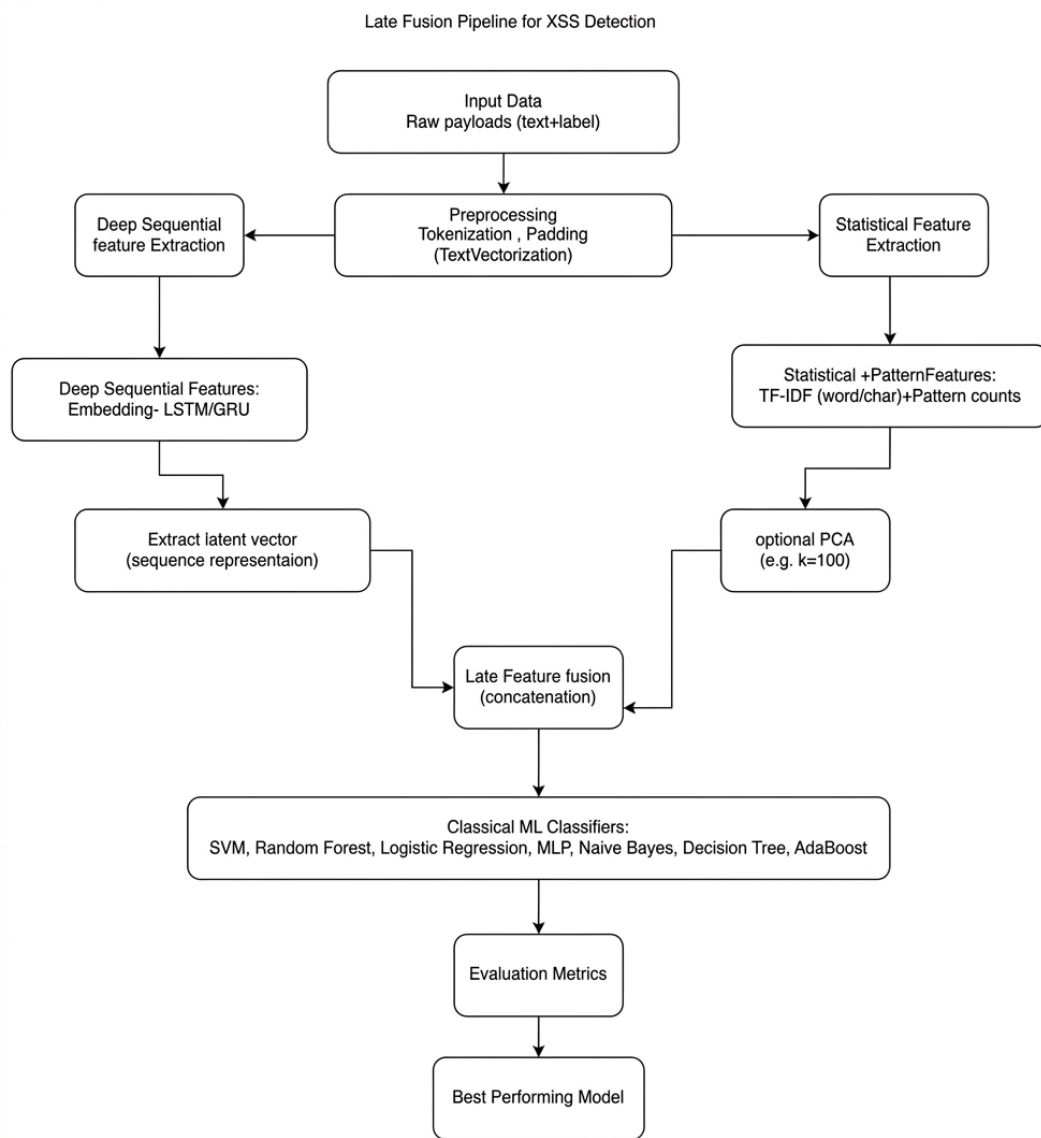 Late Fusion Pipeline for XSS Detection
Input Data
Raw payloads (text+label)
Deep Sequential
feature Extraction
Preprocessing
Tokenization , Padding
(TextVectorization)
Statistical Feature
Extraction
Deep Sequential Features:
Embedding- LSTM/GRU
Statistical +PatternFeatures:
TF-IDF (word/char)+Pattern counts
Extract latent vector
(sequence representaion)
optional PCA
(e.g. k=100)
Late Feature fusion
(concatenation)
Classical ML Classifiers:
SVM, Random Forest, Logistic Regression, MLP, Naive Bayes, Decision Tree, AdaBoost
Evaluation Metrics
Best Performing Model